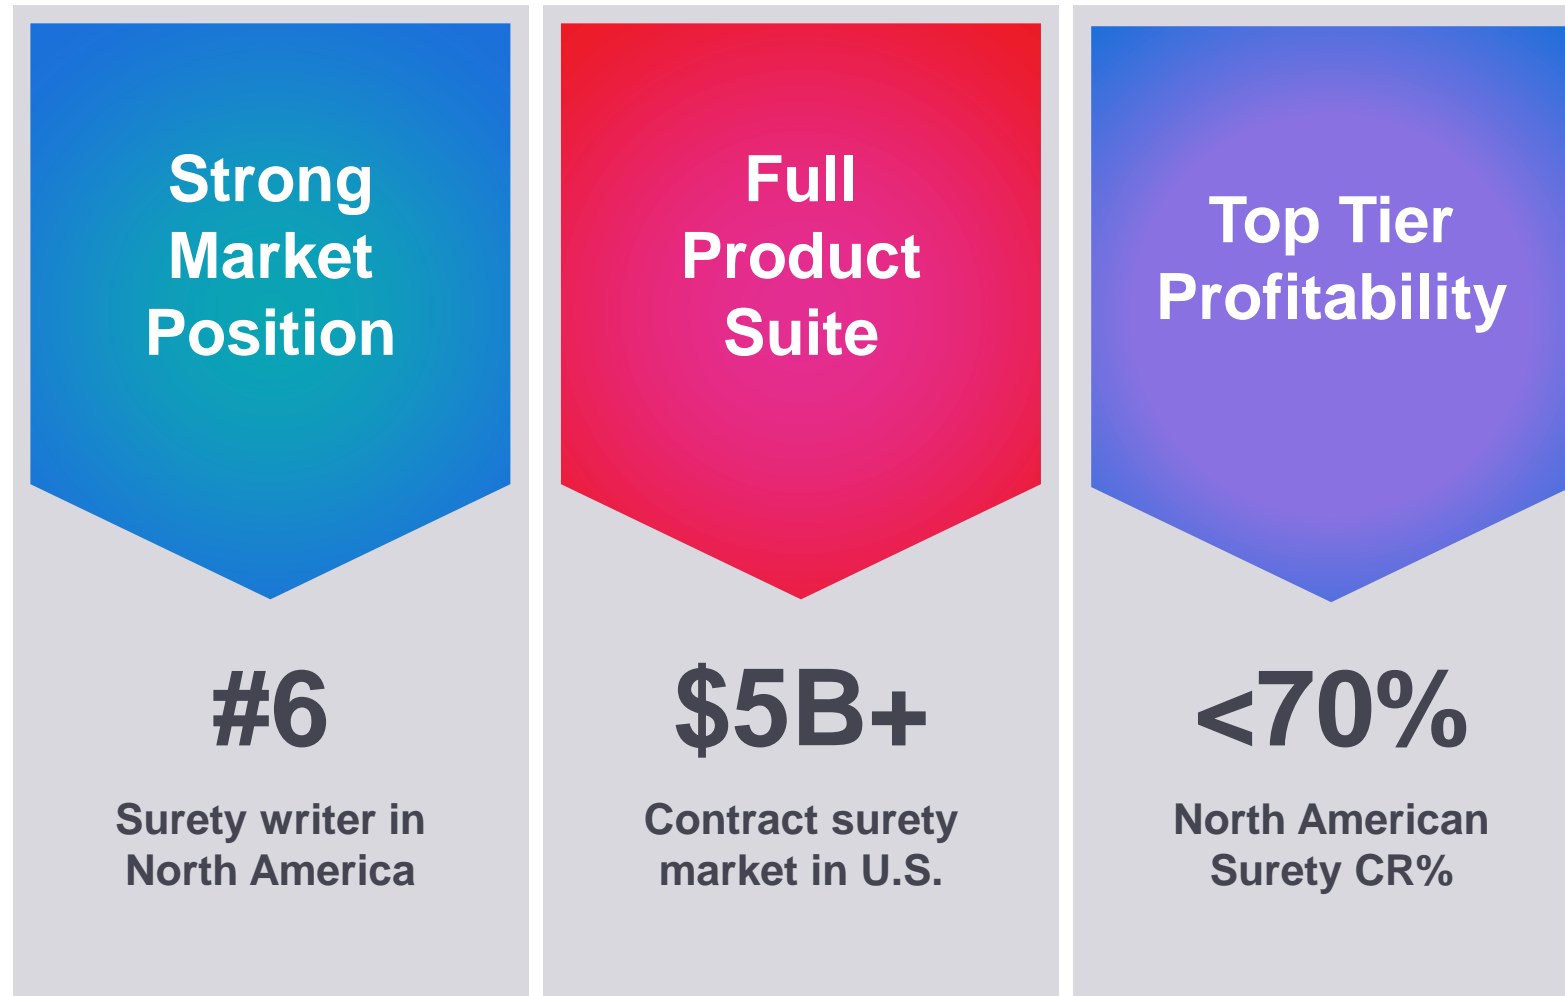 Strong
Market
Position
#6
Surety writer in
North America
Full
Product
Suite
$5B+
Contract surety
market in U.S.
Top Tier
Profitability
<70%
North American
Surety CR%